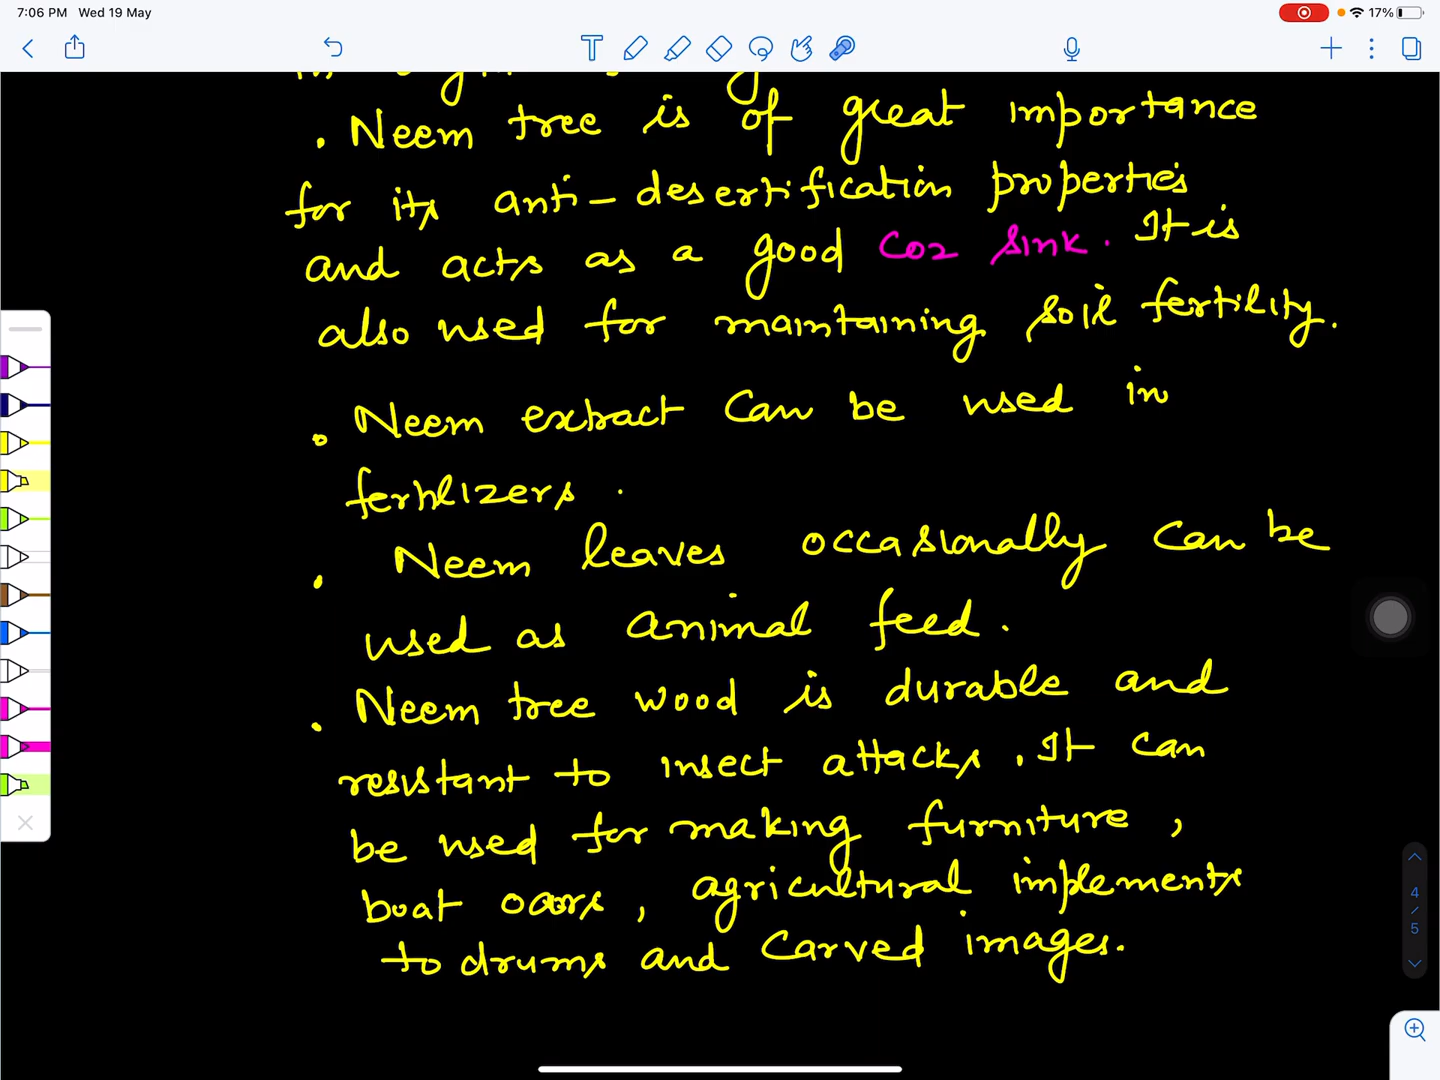 7:06 PM Wed 19 May
17%
. Neem tree is of great importance
for its anti-desertification properties
and acts as a good CO2 sink. It is
also used for maintaining soil fertility.
. Neem extract can be used in
fertilizers.
. Neem leaves occasionally can be
used as animal feed.
. Neem tree wood is durable and
resistant to insect attacks. It can
be used for making furniture,
boat oars, agricultural implements
to drums and carved images.
4
/
5